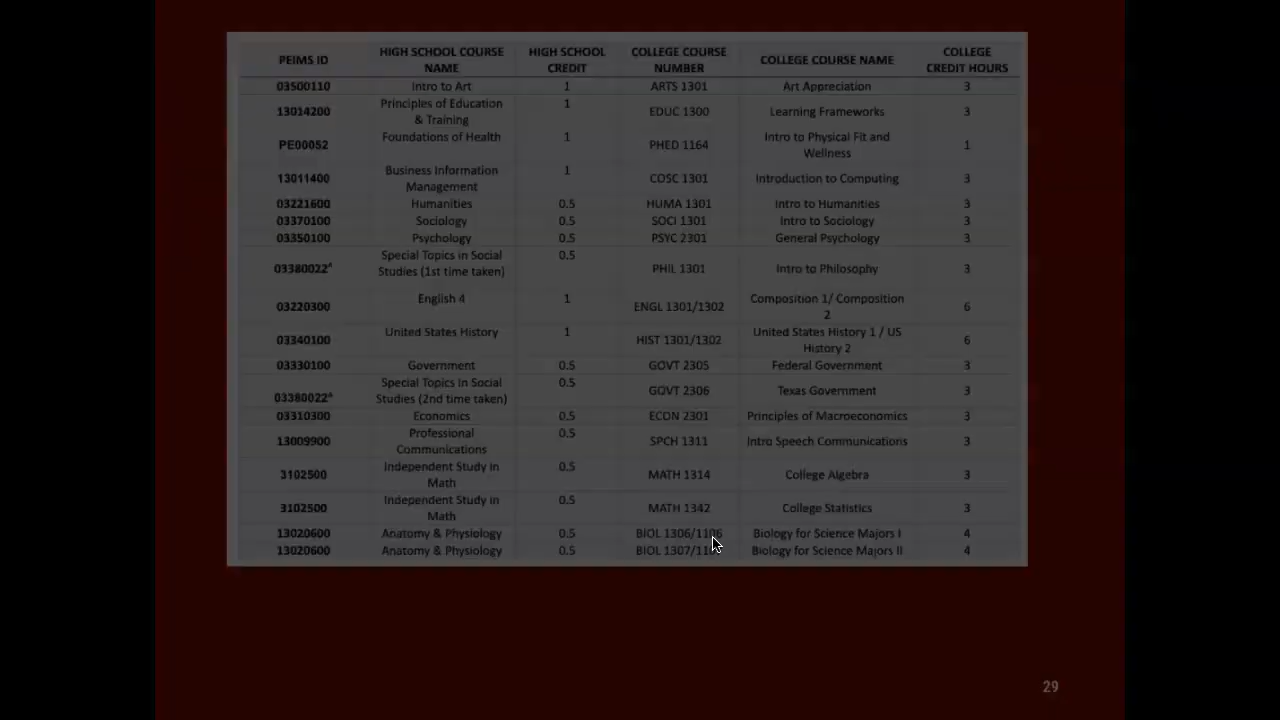 PEIMS ID HIGH SCHOOL COURSE NAME HIGH SCHOOL CREDIT COLLEGE COURSE NUMBER COLLEGE COURSE NAME COLLEGE CREDIT HOURS
03500110 Intro to Art 1 ARTS 1301 Art Appreciation 3
13014200 Principles of Education & Training 1 EDUC 1300 Learning Frameworks 3
PE00052 Foundations of Health 1 PHED 1164 Intro to Physical Fit and Wellness 1
13011400 Business Information Management 1 COSC 1301 Introduction to Computing 3
03221600 Humanities 0.5 HUMA 1301 Intro to Humanities 3
03370100 Sociology 0.5 SOCI 1301 Intro to Sociology 3
03350100 Psychology 0.5 PSYC 2301 General Psychology 3
03380022^ Special Topics in Social Studies (1st time taken) 0.5 PHIL 1301 Intro to Philosophy 3
03220300 English 4 1 ENGL 1301/1302 Composition 1/ Composition 2 6
03340100 United States History 1 HIST 1301/1302 United States History 1 / US History 2 6
03330100 Government 0.5 GOVT 2305 Federal Government 3
03380022^ Special Topics in Social Studies (2nd time taken) 0.5 GOVT 2306 Texas Government 3
03310300 Economics 0.5 ECON 2301 Principles of Macroeconomics 3
13009900 Professional Communications 0.5 SPCH 1311 Intro Speech Communications 3
3102500 Independent Study in Math 0.5 MATH 1314 College Algebra 3
3102500 Independent Study in Math 0.5 MATH 1342 College Statistics 3
13020600 Anatomy & Physiology 0.5 BIOL 1306/1106 Biology for Science Majors I 4
13020600 Anatomy & Physiology 0.5 BIOL Biology for Science Majors II 4
29